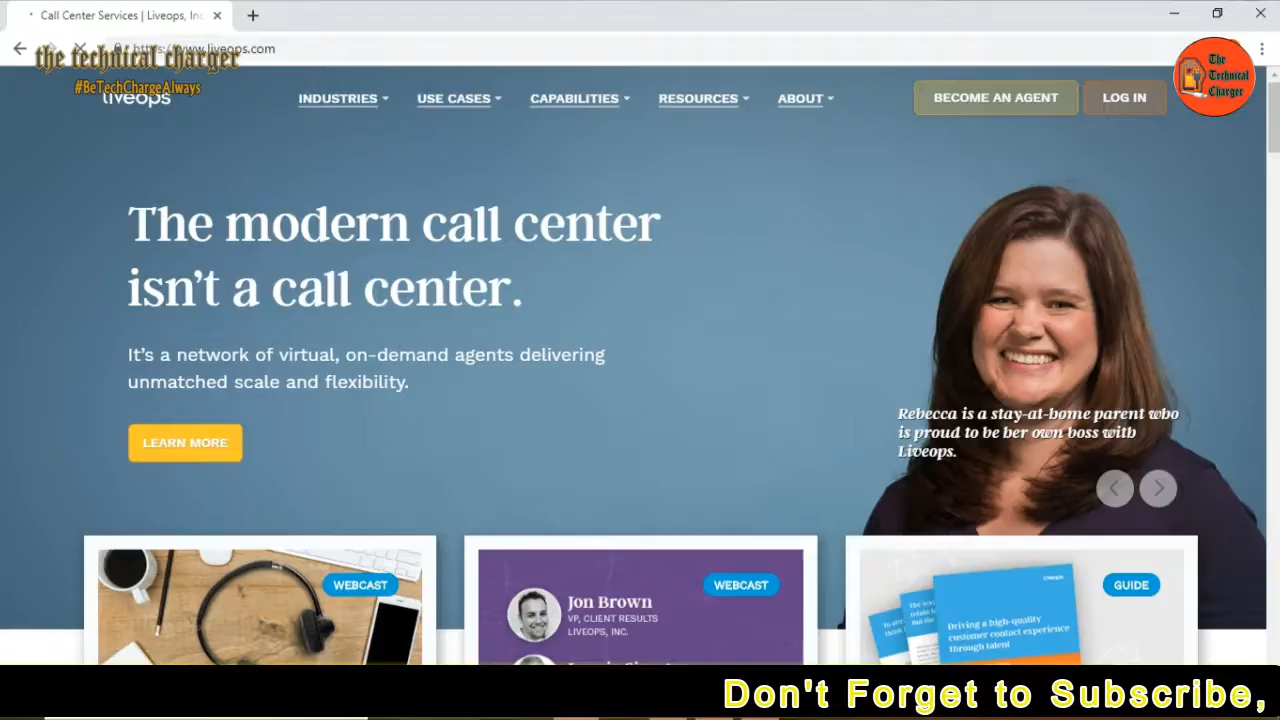 Call Center Services | Liveops, Inc
https://www.liveops.com
the technical charger
#BeTechChargeAlways
liveops
INDUSTRIES
USE CASES
CAPABILITIES
RESOURCES
ABOUT
BECOME AN AGENT
LOG IN
The
Technical
Charger
The modern call center
isn't a call center.
It's a network of virtual, on-demand agents delivering
unmatched scale and flexibility.
LEARN MORE
Rebecca is a stay-at-home parent who
is proud to be her own boss with
Liveops.
WEBCAST
WEBCAST
Jon Brown
VP, CLIENT RESULTS
LIVEOPS, INC.
GUIDE
Driving a high-quality
customer contact experience
through talent
Don't Forget to Subscribe,